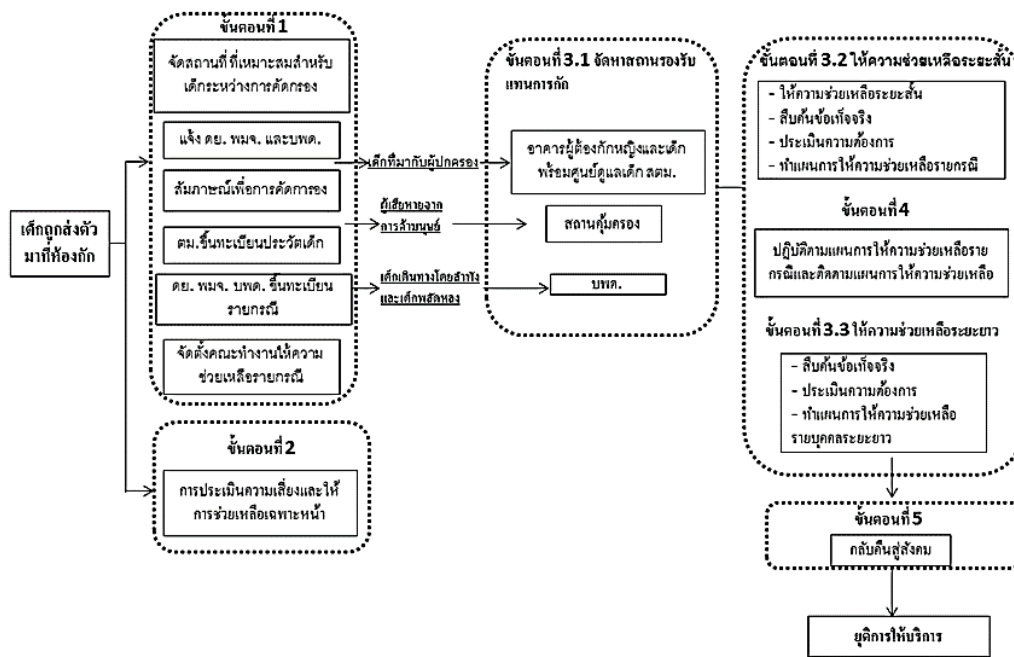 เด็กถูกส่งตัว
มาที่ห้องกัก
ขั้นตอนที่ 1
จัดสถานที่ ที่เหมาะสมสำหรับ
เด็กระหว่างการคัดกรอง
แจ้ง ดย. พมจ. และบพด.
สัมภาษณ์เพื่อการคัดการอง
ตม.ขึ้นทะเบียนประวัตเด็ก
ดย. พมจ. บพด. ขึ้นทะเบียน
รายกรณี
จัดตั้งคณะทำงานให้ความ
ช่วยเหลือรายกรณี
ขั้นตอนที่ 2
การประเมินความเสี่ยงและให้
การช่วยเหลือเฉพาะหน้า
เด็กที่มากับผู้ปกครอง
ผู้เสียหายจาก
การค้ามนุษย์
เด็กเดินทางโดยลำพัง
และเด็กพลัดหลง
ขั้นตอนที่ 3.1 จัดหาสถานรองรับ
แทนการกัก
อาคารผู้ต้องกักหญิงและเด็ก
พร้อมศูนย์ดูแลเด็ก สตม.
สถานคุ้มครอง
บพด.
ขั้นตอนที่ 3.2 ให้ความช่วยเหลือระยะสั้น
- ให้ความช่วยเหลือระยะสั้น
- สืบค้นข้อเท็จจริง
- ประเมินความต้องการ
- ทำแผนการให้ความช่วยเหลือรายกรณี
ขั้นตอนที่ 4
ปฏิบัติตามแผนการให้ความช่วยเหลือราย
กรณีและติดตามแผนการให้ความช่วยเหลือ
ขั้นตอนที่ 3.3 ให้ความช่วยเหลือระยะยาว
- สืบค้นข้อเท็จจริง
- ประเมินความต้องการ
- ทำแผนการให้ความช่วยเหลือ
รายบุคคลระยะยาว
ขั้นตอนที่ 5
กลับคืนสู่สังคม
ยุติการให้บริการ